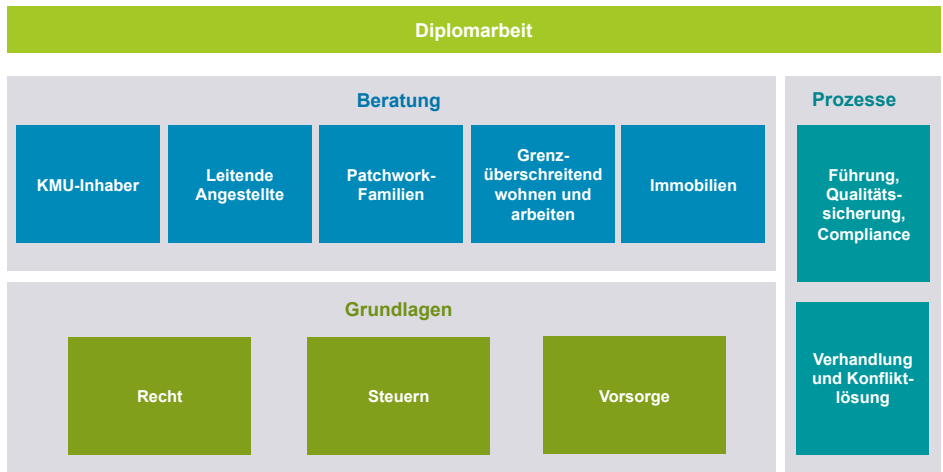 Diplomarbeit
Beratung
KMU-Inhaber
Leitende
Angestellte
Patchwork-
Familien
Grenz-
überschreitend
wohnen und
arbeiten
Immobilien
Prozesse
Führung,
Qualitäts-
sicherung,
Compliance
Verhandlung
und Konflikt-
lösung
Grundlagen
Recht
Steuern
Vorsorge